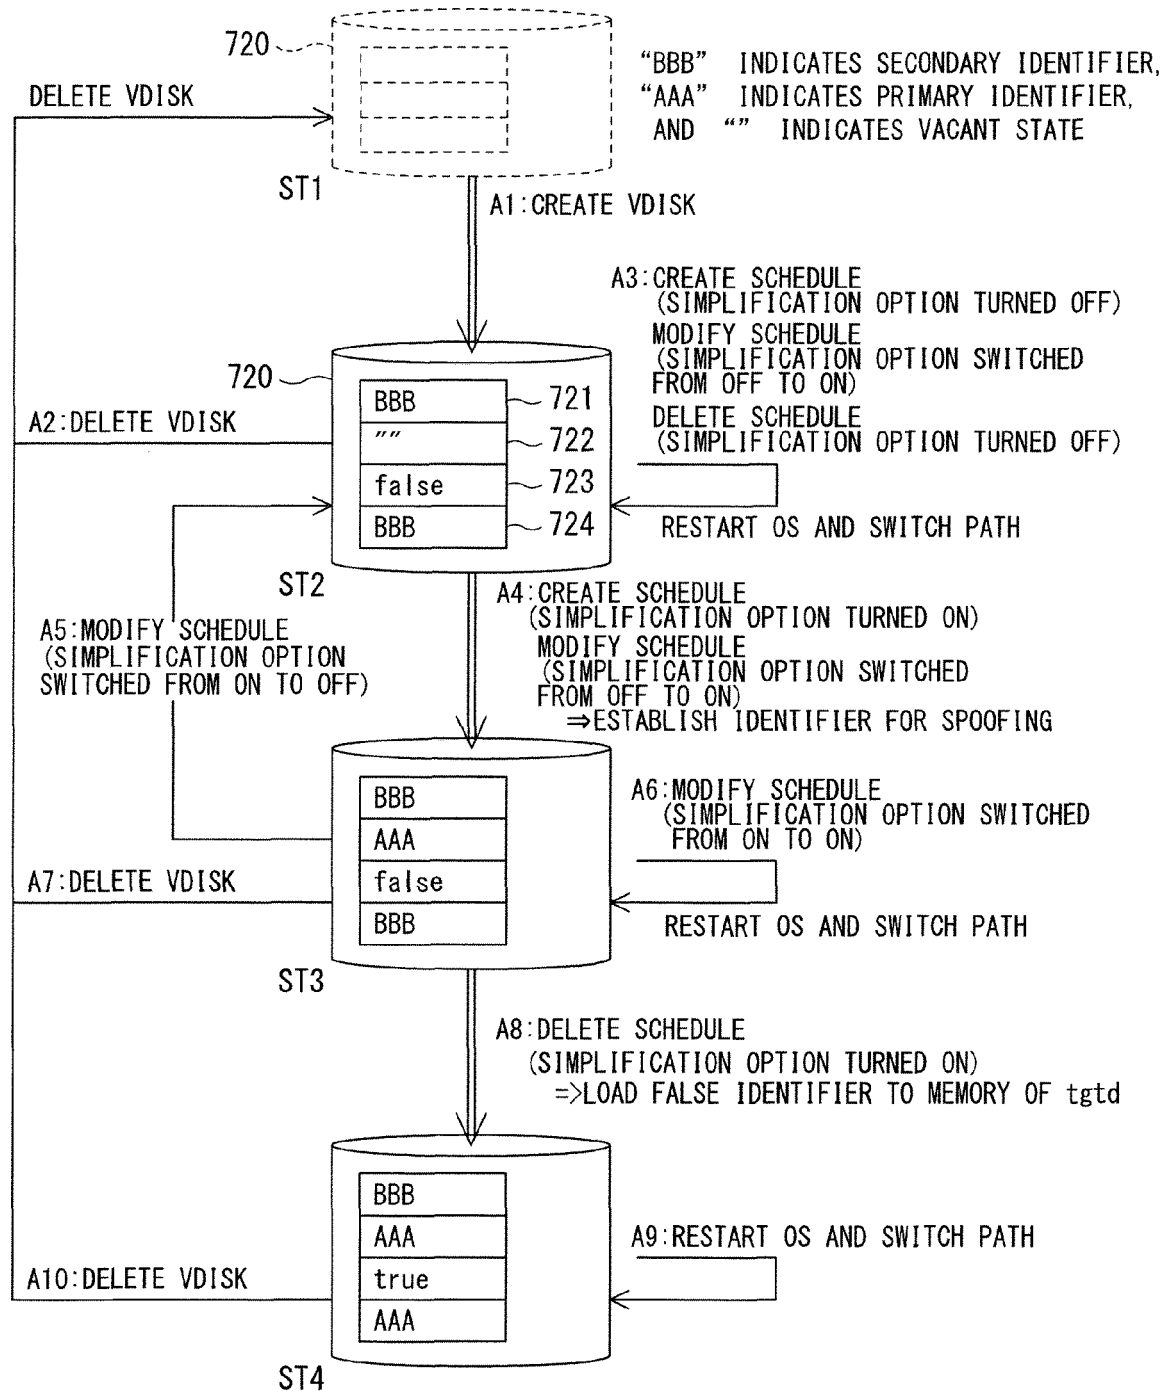 720
"BBB" INDICATES SECONDARY IDENTIFIER,
"AAA" INDICATES PRIMARY IDENTIFIER,
AND "" INDICATES VACANT STATE
DELETE VDISK
ST1
A1:CREATE VDISK
A3:CREATE SCHEDULE
(SIMPLIFICATION OPTION TURNED OFF)
MODIFY SCHEDULE
(SIMPLIFICATION OPTION SWITCHED
FROM OFF TO ON)
DELETE SCHEDULE
(SIMPLIFICATION OPTION TURNED OFF)
720
BBB 721
"" 722
false 723
BBB 724
A2:DELETE VDISK
RESTART OS AND SWITCH PATH
ST2
A4:CREATE SCHEDULE
(SIMPLIFICATION OPTION TURNED ON)
MODIFY SCHEDULE
(SIMPLIFICATION OPTION SWITCHED
FROM OFF TO ON)
⇒ESTABLISH IDENTIFIER FOR SPOOFING
A5:MODIFY SCHEDULE
(SIMPLIFICATION OPTION
SWITCHED FROM ON TO OFF)
BBB
AAA
false
BBB
A6:MODIFY SCHEDULE
(SIMPLIFICATION OPTION SWITCHED
FROM ON TO ON)
A7:DELETE VDISK
RESTART OS AND SWITCH PATH
ST3
A8:DELETE SCHEDULE
(SIMPLIFICATION OPTION TURNED ON)
=>LOAD FALSE IDENTIFIER TO MEMORY OF tgtd
BBB
AAA
true
AAA
A9:RESTART OS AND SWITCH PATH
A10:DELETE VDISK
ST4